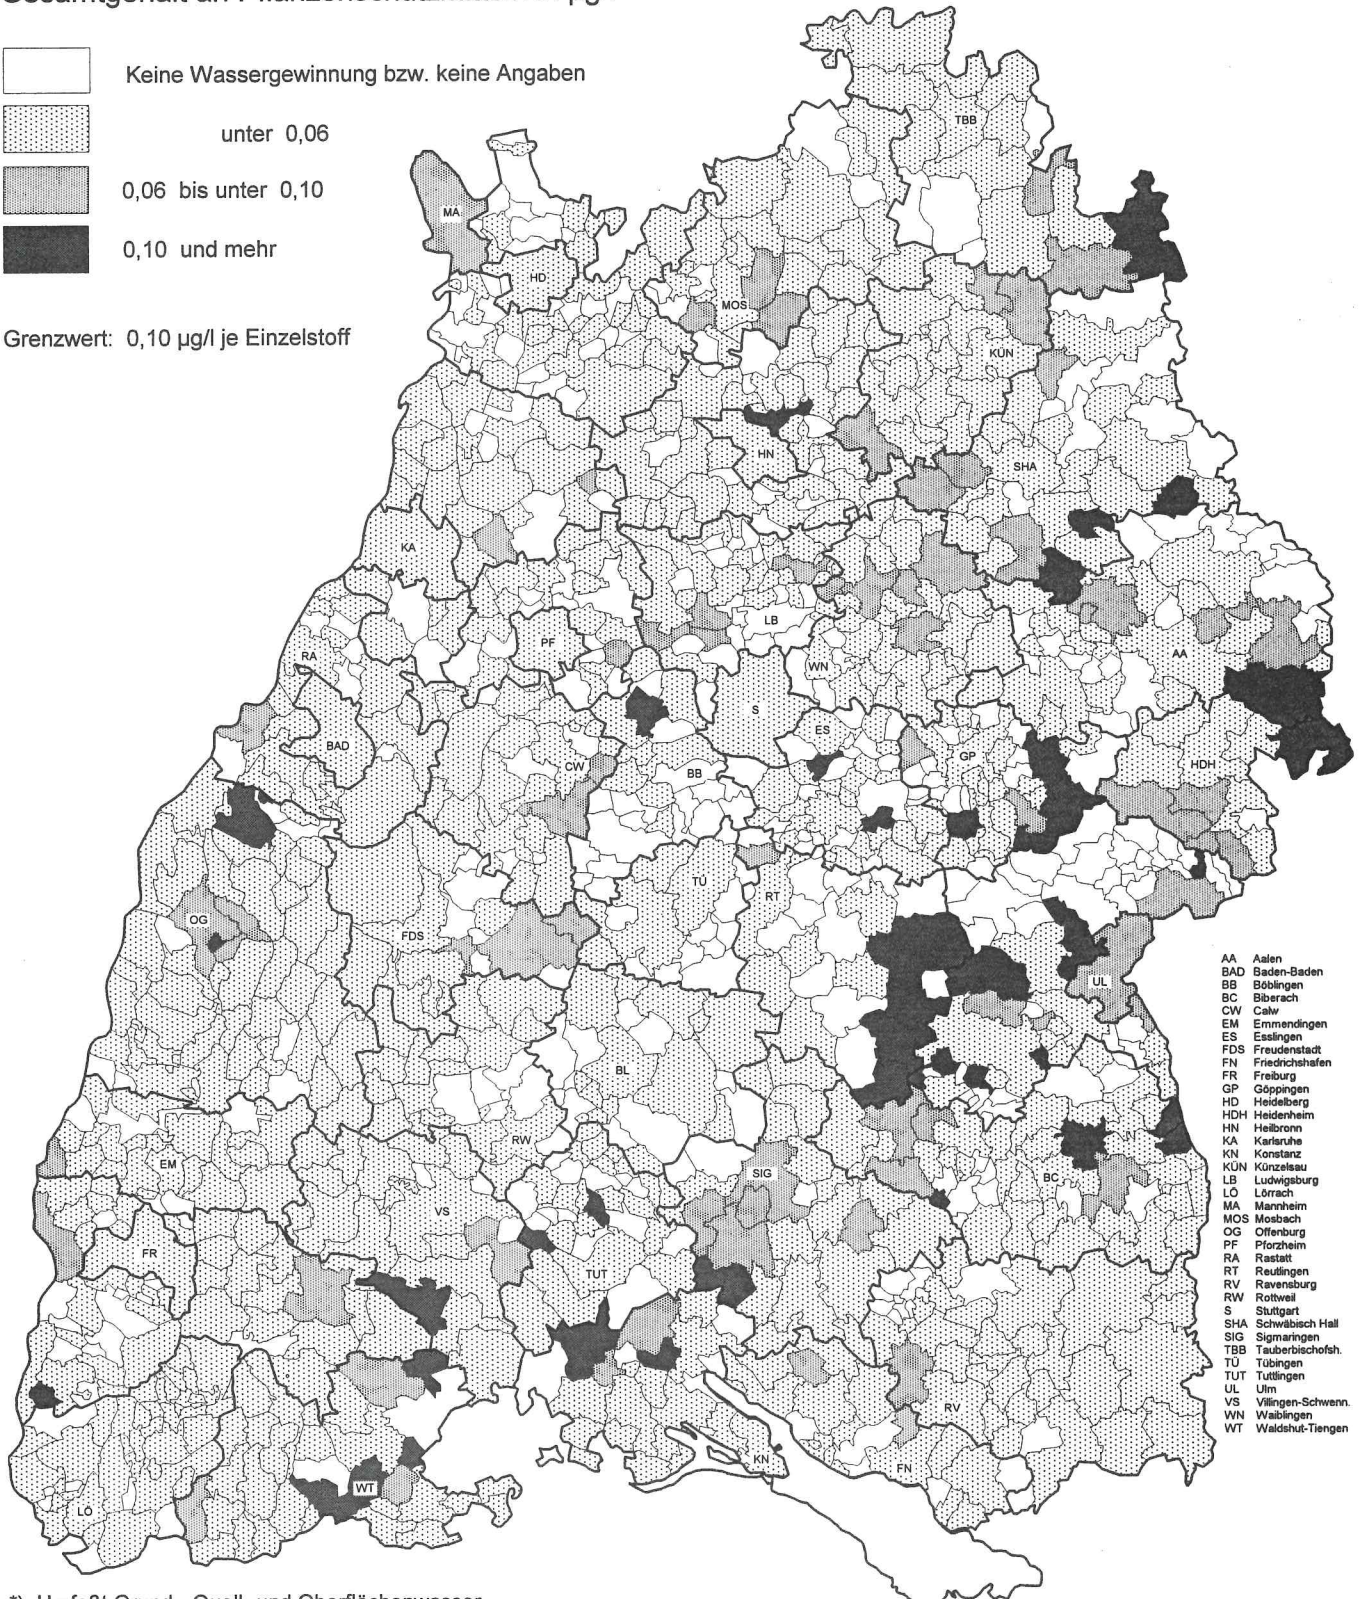 Keine Wassergewinnung bzw. keine Angaben
unter 0,06
0,06 bis unter 0,10
0,10 und mehr
Grenzwert: 0,10 µg/l je Einzelstoff
TBB
MA
HD
MOS
KÜN
HN
SHA
KA
LB
PF
RA
WN
AA
S
ES
BAD
GP
CW
BB
HDH
TÜ
RT
OG
FDS
UL
BL
RW
EM
SIG
BC
VS
FR
TUT
RV
KN
FN
WT
LÖ
AA Aalen
BAD Baden-Baden
BB Böblingen
BC Biberach
CW Calw
EM Emmendingen
ES Esslingen
FDS Freudenstadt
FN Friedrichshafen
FR Freiburg
GP Göppingen
HD Heidelberg
HDH Heidenheim
HN Heilbronn
KA Karlsruhe
KN Konstanz
KÜN Künzelsau
LB Ludwigsburg
LÖ Lörrach
MA Mannheim
MOS Mosbach
OG Offenburg
PF Pforzheim
RA Rastatt
RT Reutlingen
RV Ravensburg
RW Rottweil
S Stuttgart
SHA Schwäbisch Hall
SIG Sigmaringen
TBB Tauberbischofsh.
TÜ Tübingen
TUT Tuttlingen
UL Ulm
VS Villingen-Schwenn.
WN Waiblingen
WT Waldshut-Tiengen